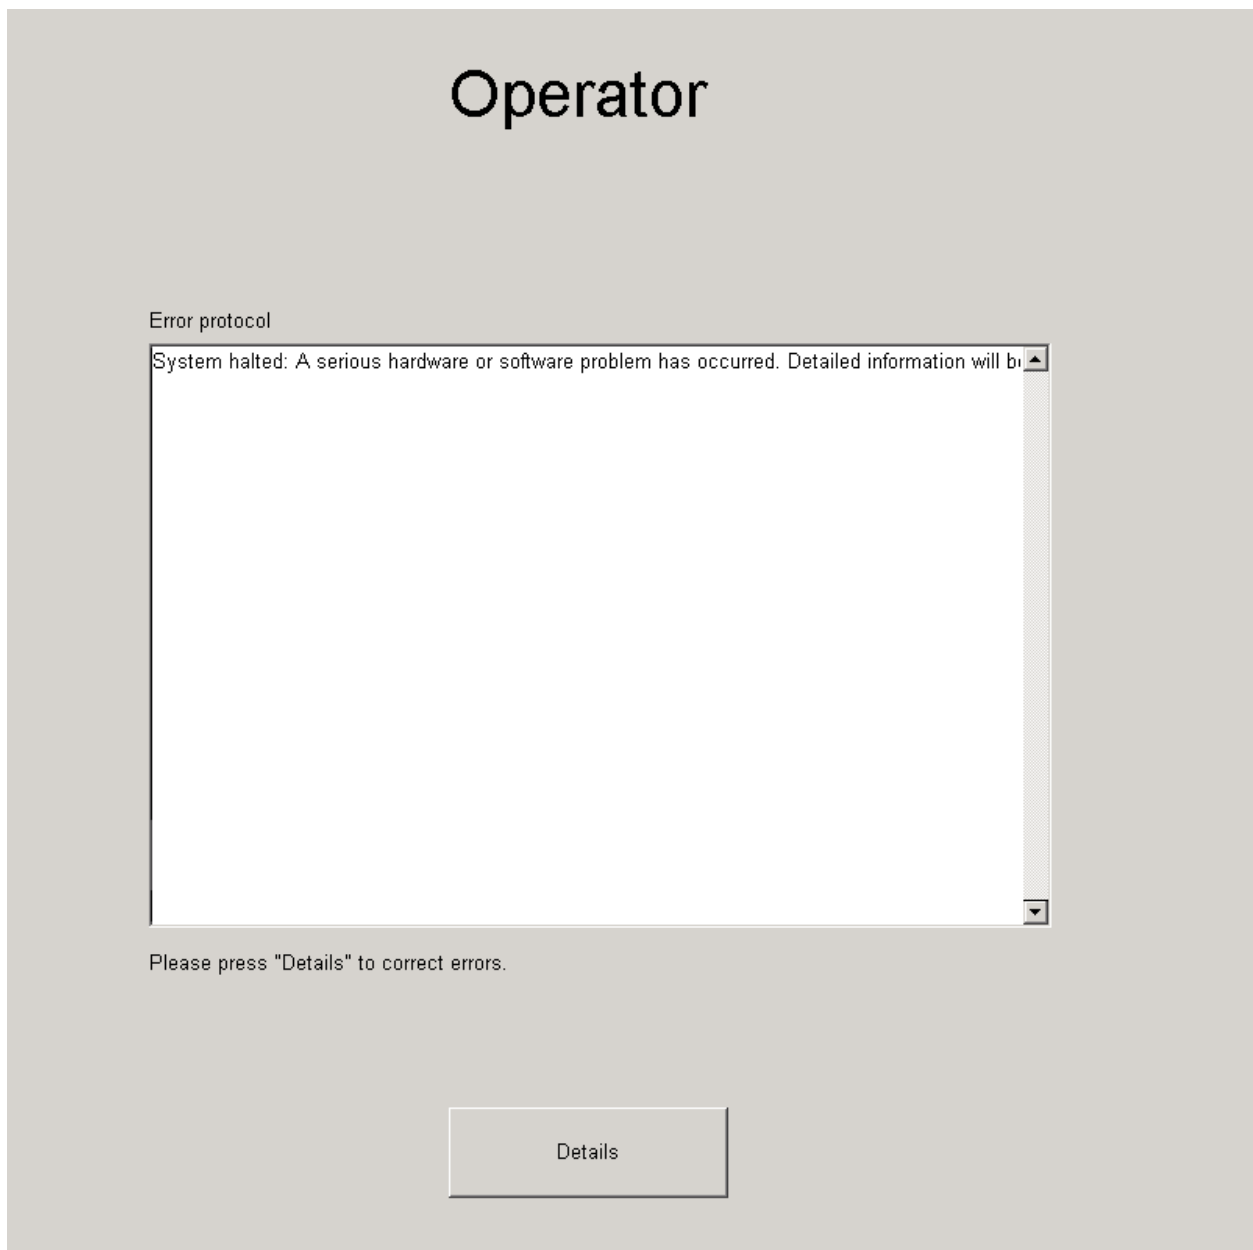 Operator
Error protocol
System halted: A serious hardware or software problem has occurred. Detailed information will
Please press "Details" to correct errors.
Details